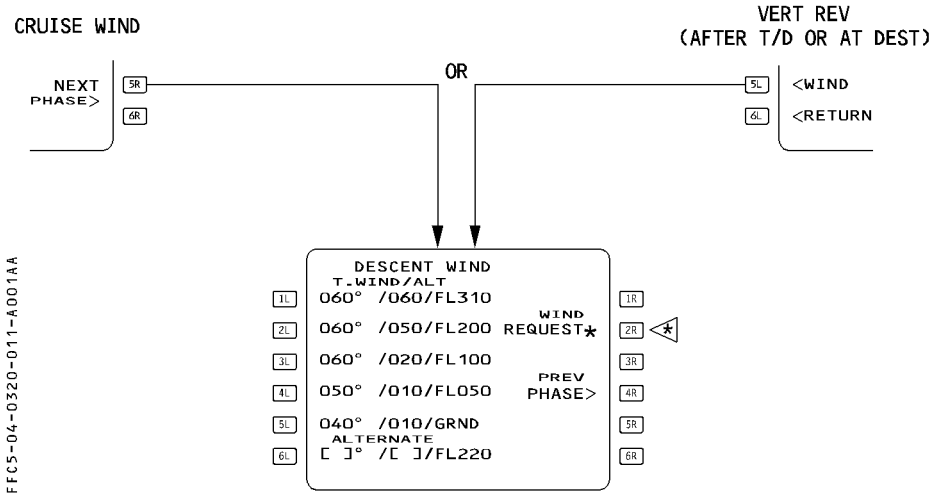 CRUISE WIND
VERT REV
(AFTER T/D OR AT DEST)
NEXT
PHASE>
5R
6R
OR
5L
<WIND
6L
<RETURN
DESCENT WIND
T.WIND/ALT
1L 060° /060/FL310 1R
WIND
2L 060° /050/FL200 REQUEST* 2R *
3L 060° /020/FL100 3R
PREV
4L 050° /010/FL050 PHASE> 4R
5L 040° /010/GRND 5R
ALTERNATE
6L [ ]° /[ ]/FL220 6R
FFC5-04-0320-011-A001AA